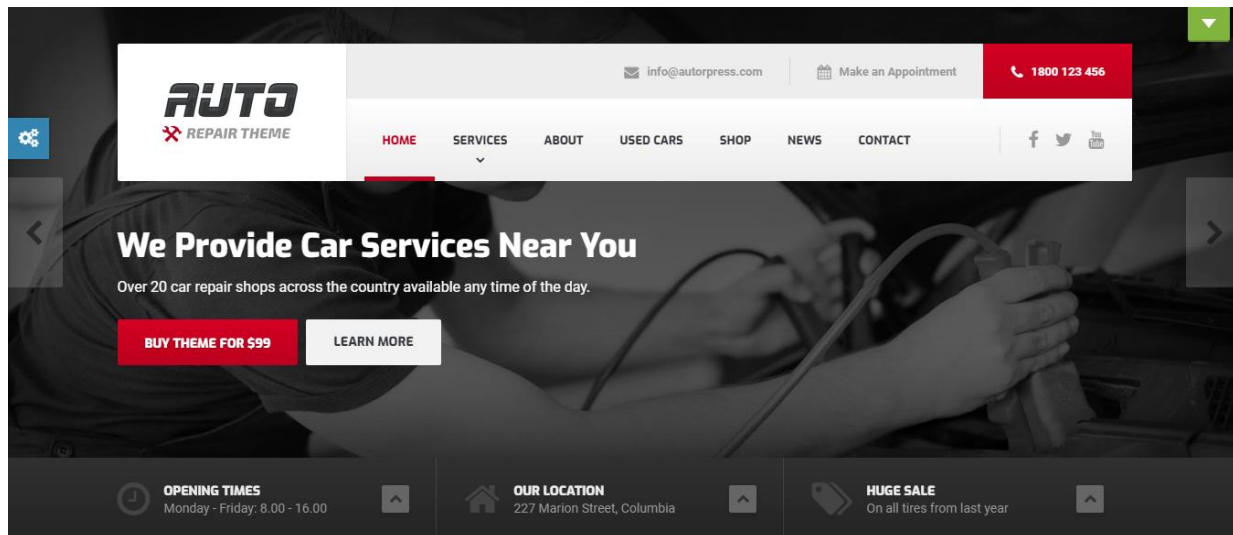 info@autorpress.com
Make an Appointment
1800 123 456
AUTO
REPAIR THEME
HOME
SERVICES
ABOUT
USED CARS
SHOP
NEWS
CONTACT
You
Tube
We Provide Car Services Near You
Over 20 car repair shops across the country available any time of the day.
BUY THEME FOR $99
LEARN MORE
OPENING TIMES
Monday - Friday: 8.00 - 16.00
OUR LOCATION
227 Marion Street, Columbia
HUGE SALE
On all tires from last year